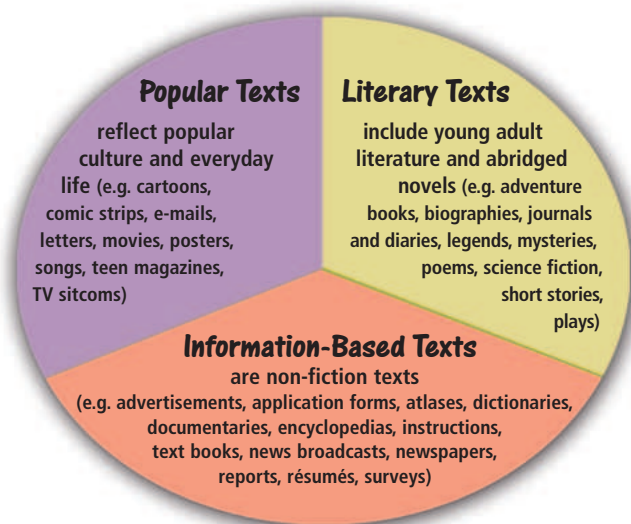 Popular Texts
reflect popular
culture and everyday
life (e.g. cartoons,
comic strips, e-mails,
letters, movies, posters,
songs, teen magazines,
TV sitcoms)
Literary Texts
include young adult
literature and abridged
novels (e.g. adventure
books, biographies, journals
and diaries, legends, mysteries,
poems, science fiction,
short stories,
plays)
Information-Based Texts
are non-fiction texts
(e.g. advertisements, application forms, atlases, dictionaries,
documentaries, encyclopedias, instructions,
text books, news broadcasts, newspapers,
reports, résumés, surveys)